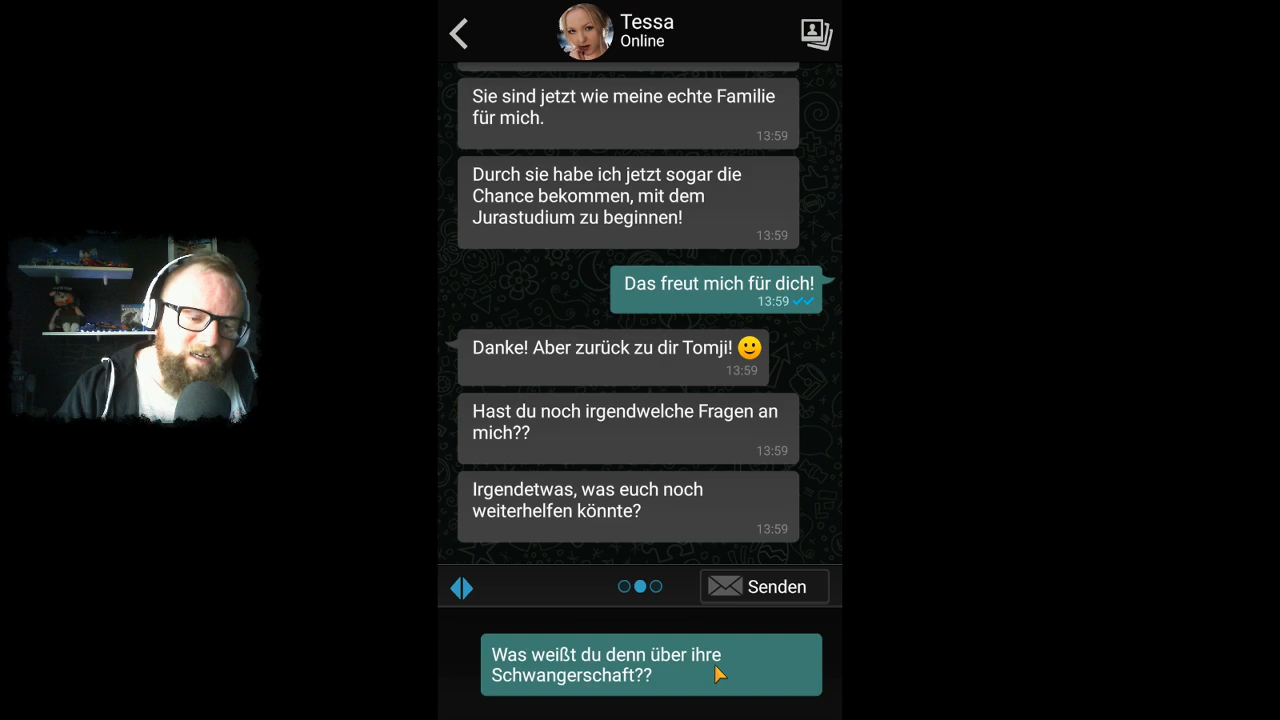 Tessa
Online
Sie sind jetzt wie meine echte Familie
für mich.
13:59
Durch sie habe ich jetzt sogar die
Chance bekommen, mit dem
Jurastudium zu beginnen!
13:59
Das freut mich für dich!
13:59
Danke! Aber zurück zu dir Tomji! 🙂
13:59
Hast du noch irgendwelche Fragen an
mich??
13:59
Irgendetwas, was euch noch
weiterhelfen könnte?
13:59
Senden
Was weißt du denn über ihre
Schwangerschaft??